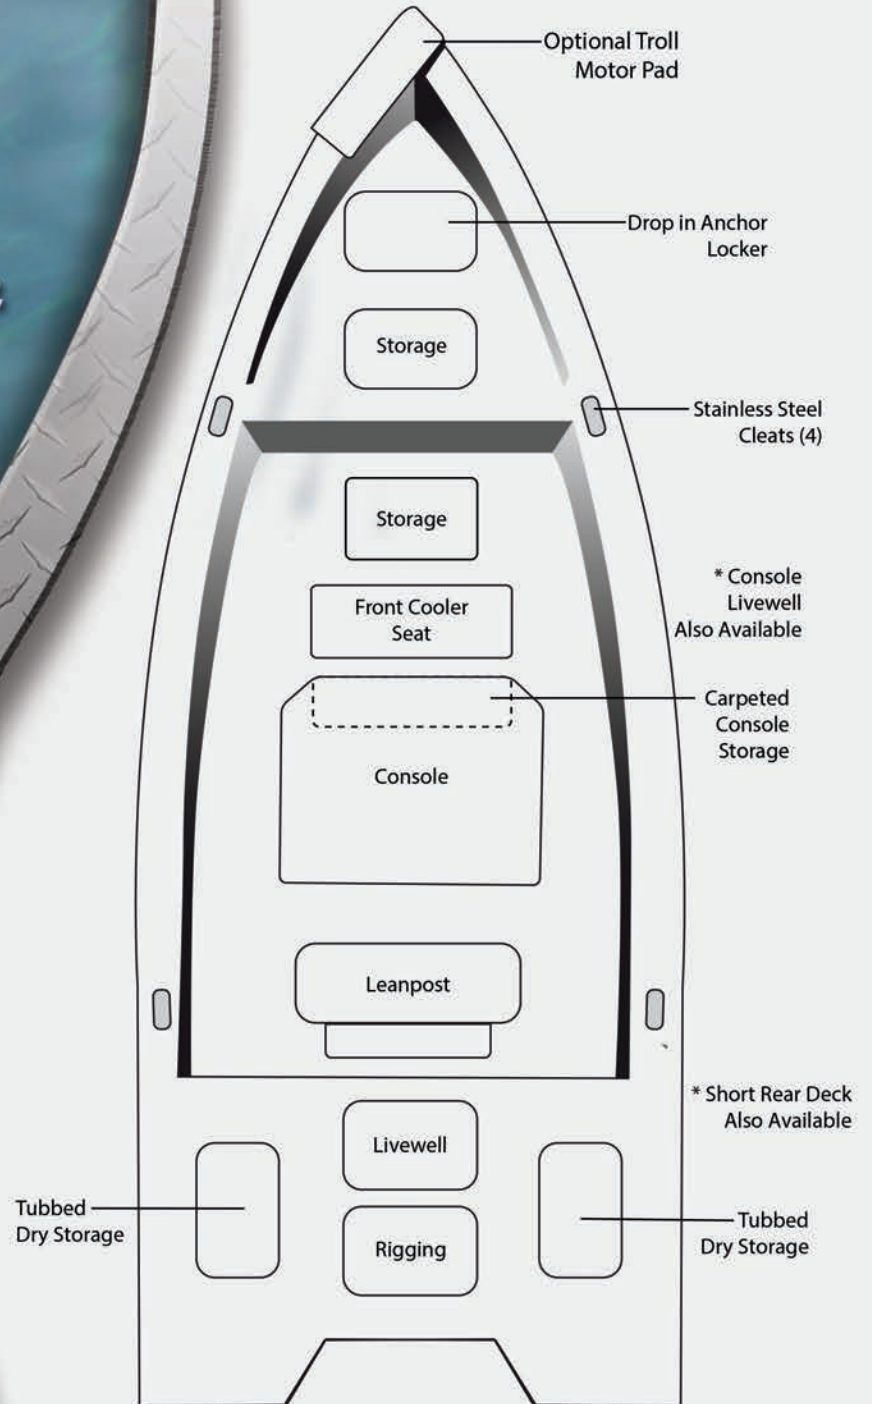 Optional Troll
Motor Pad
Drop in Anchor
Locker
Storage
Stainless Steel
Cleats (4)
Storage
* Console
Livewell
Also Available
Front Cooler
Seat
Carpeted
Console
Storage
Console
Leanpost
* Short Rear Deck
Also Available
Livewell
Tubbed
Dry Storage
Tubbed
Dry Storage
Rigging